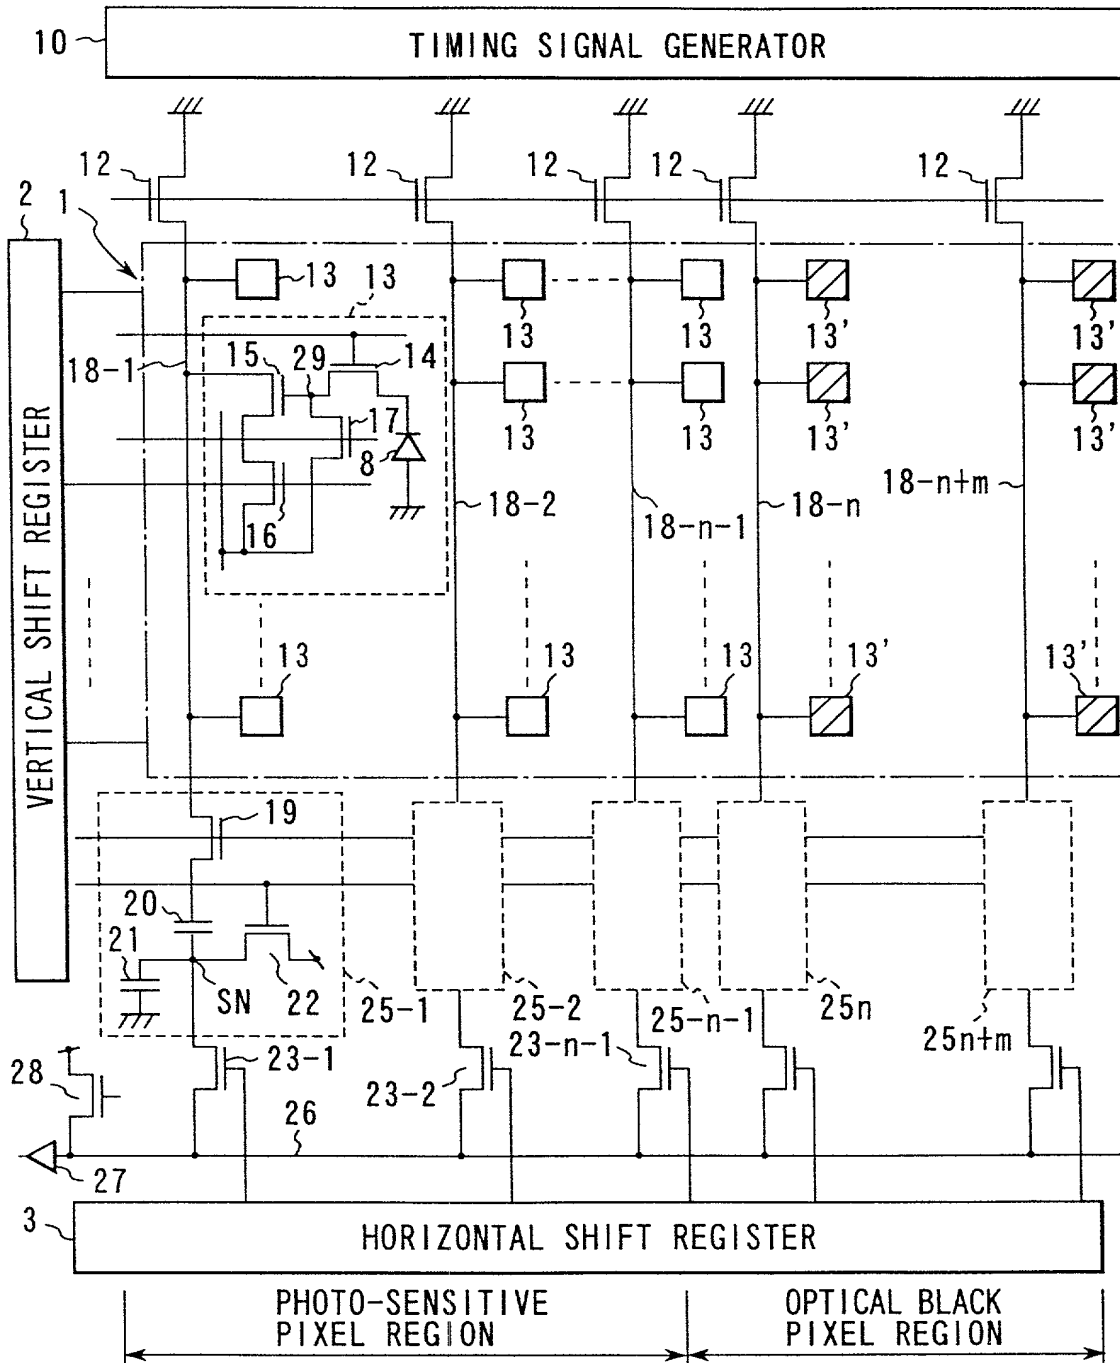 10
TIMING SIGNAL GENERATOR
12 12 12 12
2
1
13 13
13 13 13' 13'
18-1 15 29 14
17
8
13 13 13' 13'
16
18-2 18-n-1 18-n 18-n+m
VERTICAL SHIFT REGISTER
13 13 13 13' 13'
19
20
21
SN 22
25-1 25-2 25-n-1 25n 25n+m
28
23-1 23-2 23-n-1
26
27
3
HORIZONTAL SHIFT REGISTER
PHOTO-SENSITIVE
PIXEL REGION
OPTICAL BLACK
PIXEL REGION